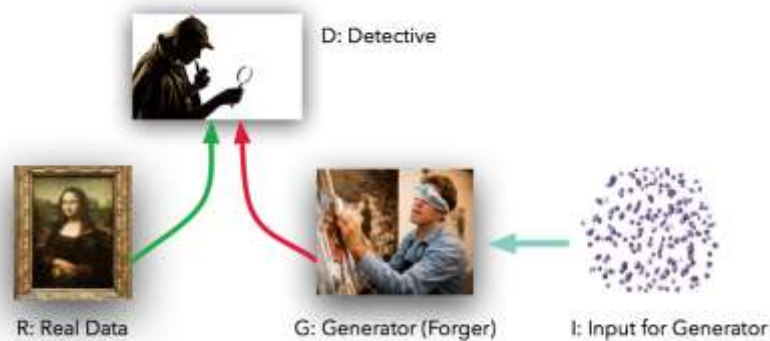 D: Detective
R: Real Data
G: Generator (Forger)
I: Input for Generator